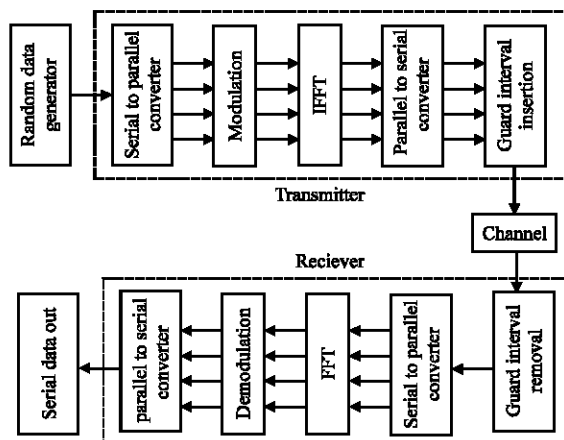 Random data
generator
Serial to parallel
converter
Modulation
IFFT
Parallel to serial
converter
Guard interval
insertion
Transmitter
Channel
Reciever
Serial data out
parallel to serial
converter
Demodulation
FFT
Serial to parallel
converter
Guard interval
removal